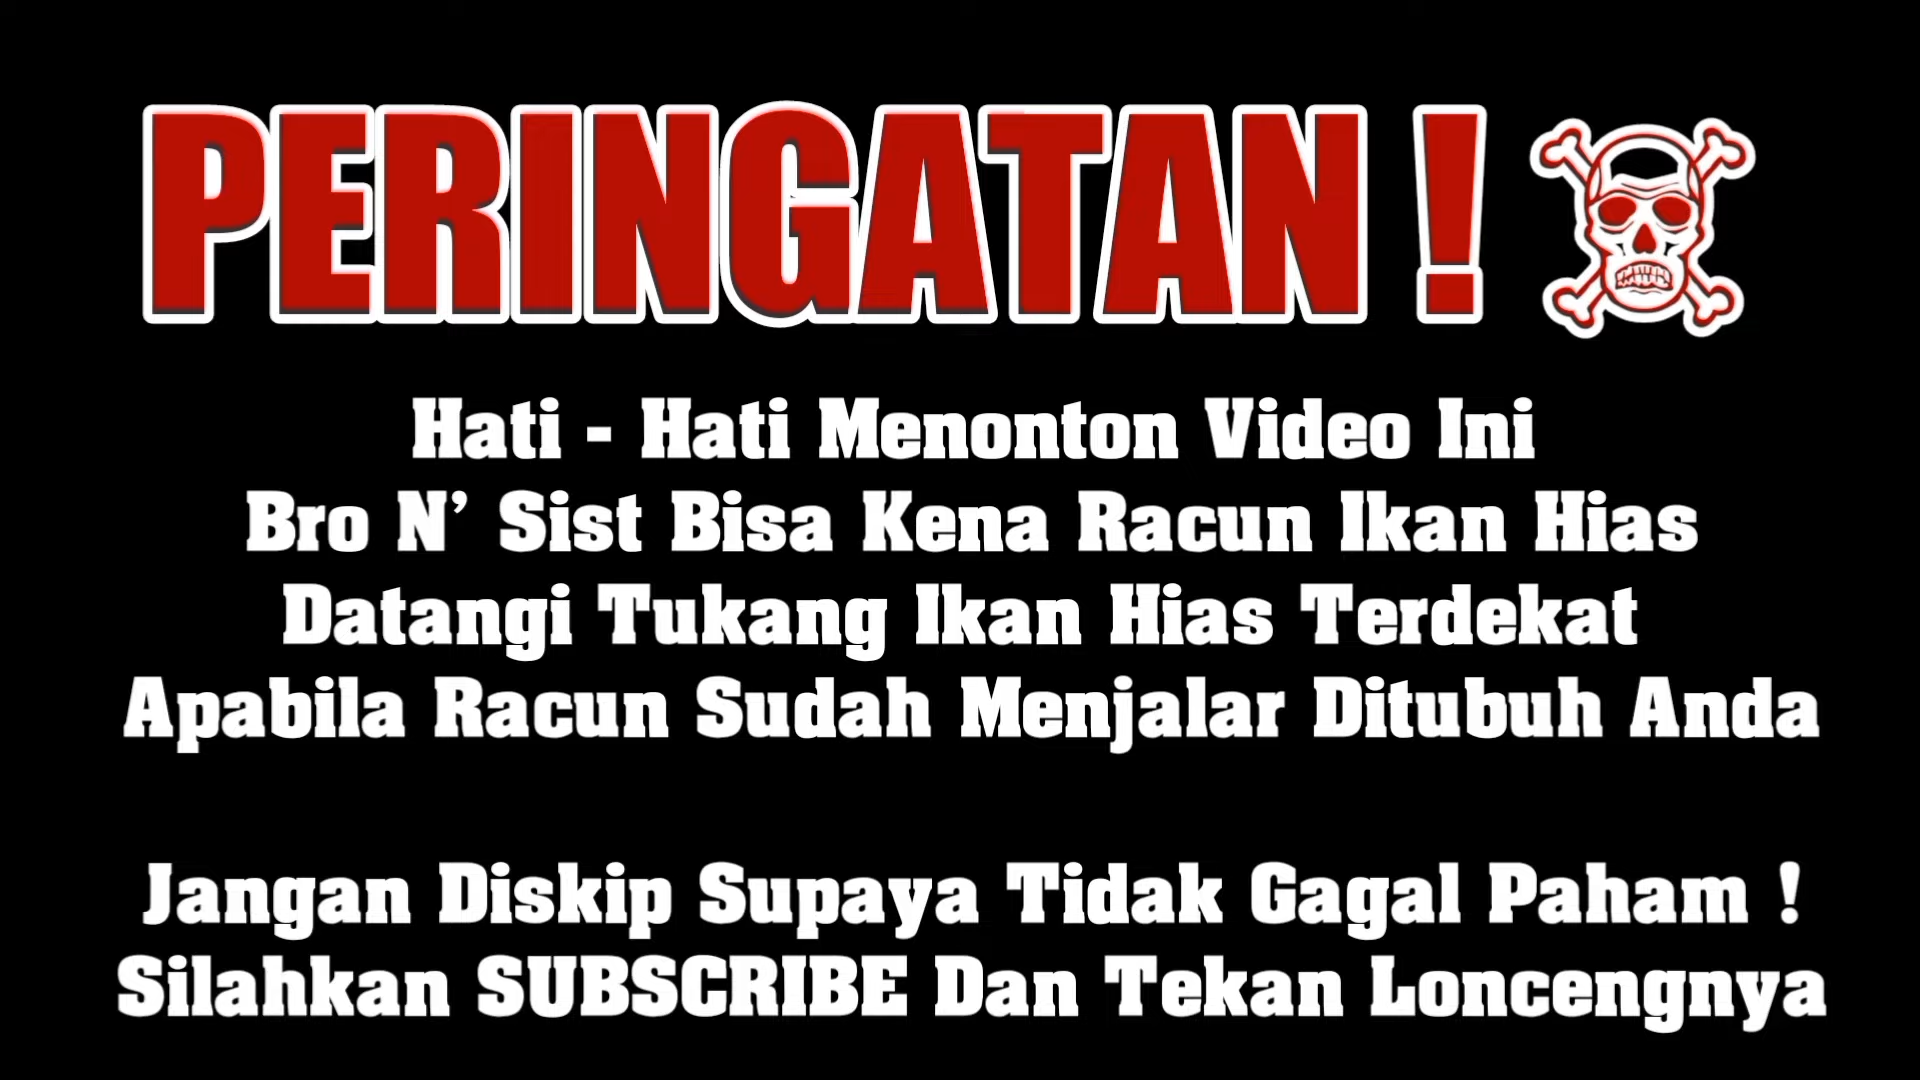 PERINGATAN !
Hati - Hati Menonton Video Ini
Bro N’ Sist Bisa Kena Racun Ikan Hias
Datangi Tukang Ikan Hias Terdekat
Apabila Racun Sudah Menjalar Ditubuh Anda
Jangan Diskip Supaya Tidak Gagal Paham !
Silahkan SUBSCRIBE Dan Tekan Loncengnya